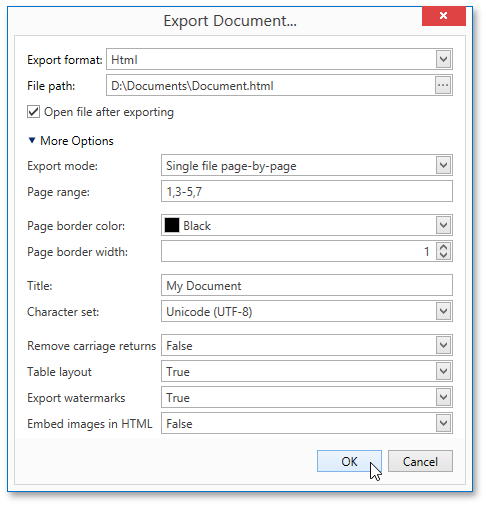 Export Document...
Export format: Html
File path: D:\Documents\Document.html
Open file after exporting
More Options
Export mode: Single file page-by-page
Page range: 1,3-5,7
Page border color: Black
Page border width: 1
Title: My Document
Character set: Unicode (UTF-8)
Remove carriage returns False
Table layout True
Export watermarks True
Embed images in HTML False
OK Cancel